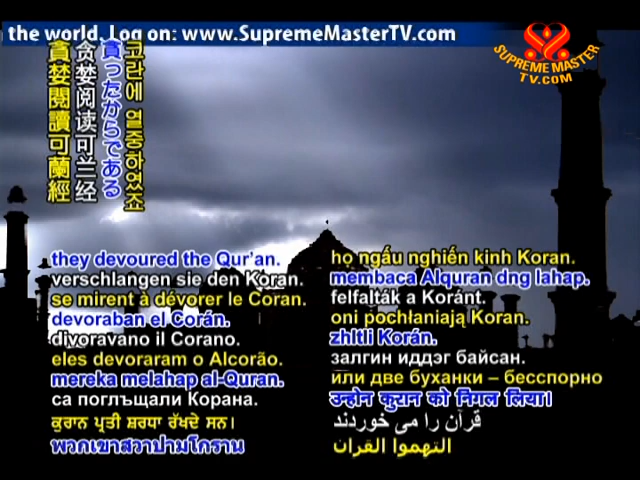 the world. Log on: www.SupremeMasterTV.com
SUPREME MASTER
TV.COM
코란에 열중하였죠
貪ったからである
贪婪阅读可兰经
貪婪閱讀可蘭經
they devoured the Qur'an.
verschlangen sie den Koran.
se mirent à dévorer le Coran.
devoraban el Corán.
divoravano il Corano.
eles devoraram o Alcorão.
mereka melahap al-Quran.
са поглъщали Корана.
ਕੁਰਾਨ ਪ੍ਰਤੀ ਸ਼ਰਧਾ ਰੱਖਦੇ ਸਨ।
พวกเขาสวาปามโกราน
họ ngấu nghiến kinh Koran.
membaca Alquran dng lahap.
felfalták a Koránt.
oni pochłaniają Koran.
zhltli Korán.
залгин иддэг байсан.
или две буханки – бесспорно
उन्होन कुरान को निगल लिया।
قرآن را می خوردند
التهموا القرآن